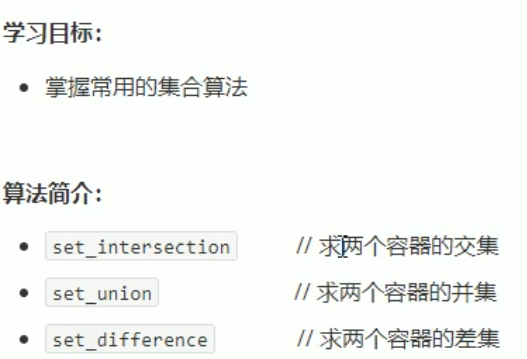 学习目标：
掌握常用的集合算法
算法简介：
set_intersection // 求两个容器的交集
set_union // 求两个容器的并集
set_difference // 求两个容器的差集